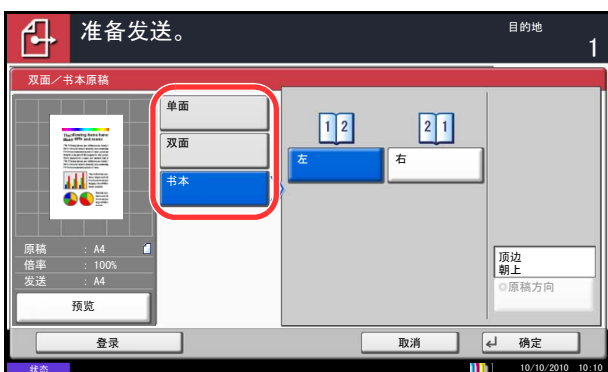 准备发送。
目的地
1
双面／书本原稿
单面
双面
书本
1 2
2 1
左
右
原稿 : A4
倍率 : 100%
发送 : A4
预览
顶边
朝上
原稿方向
登录
取消
确定
状态
10/10/2010 10:10